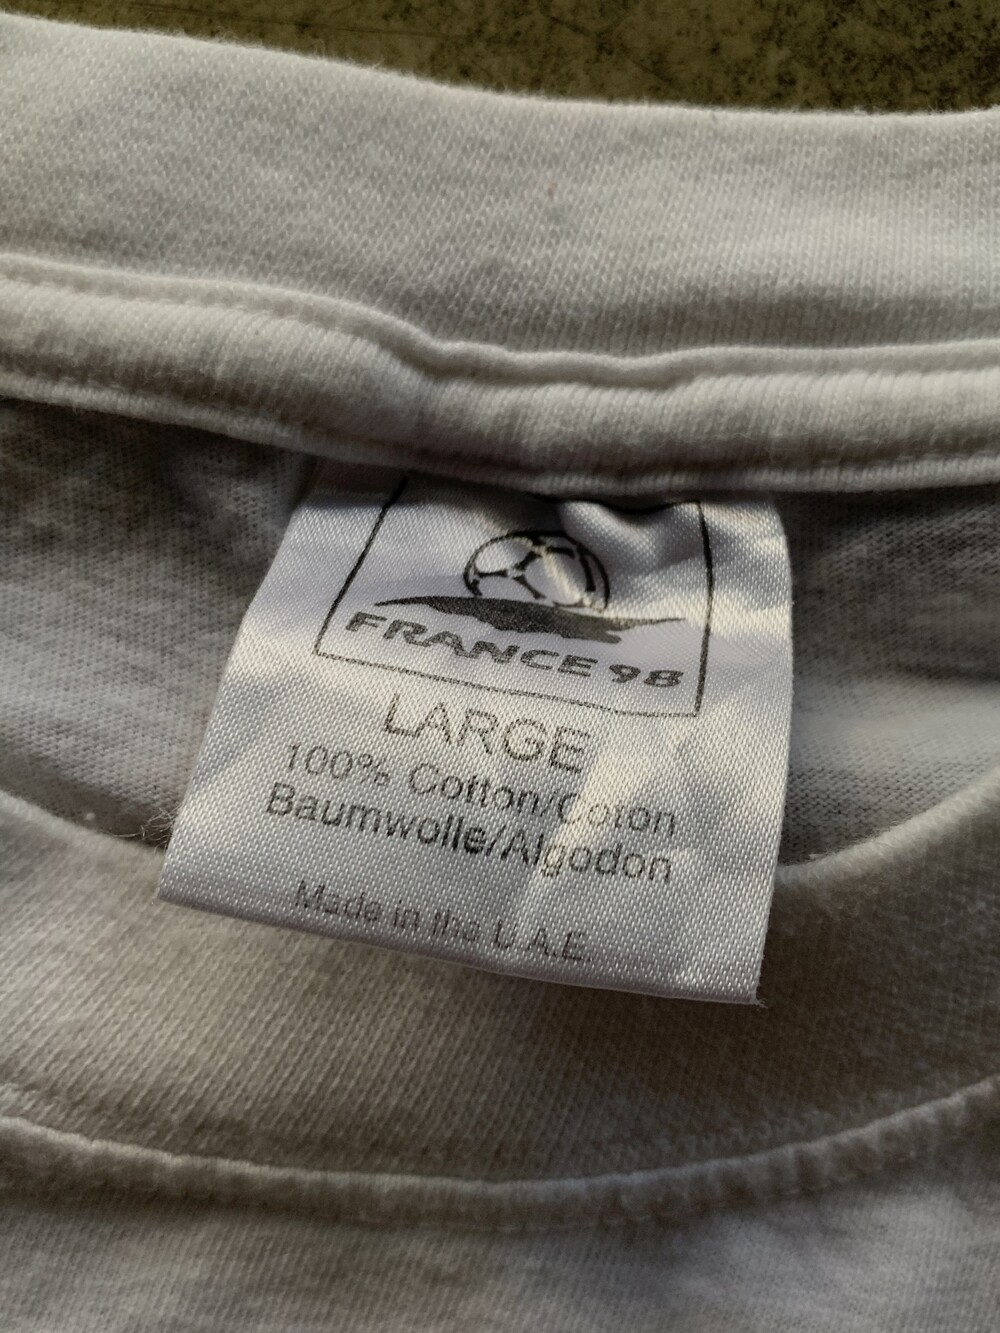 FRANCE 98
LARGE
100% Cotton/Coton
Baumwolle/Algodon
Made in the U.A.E.